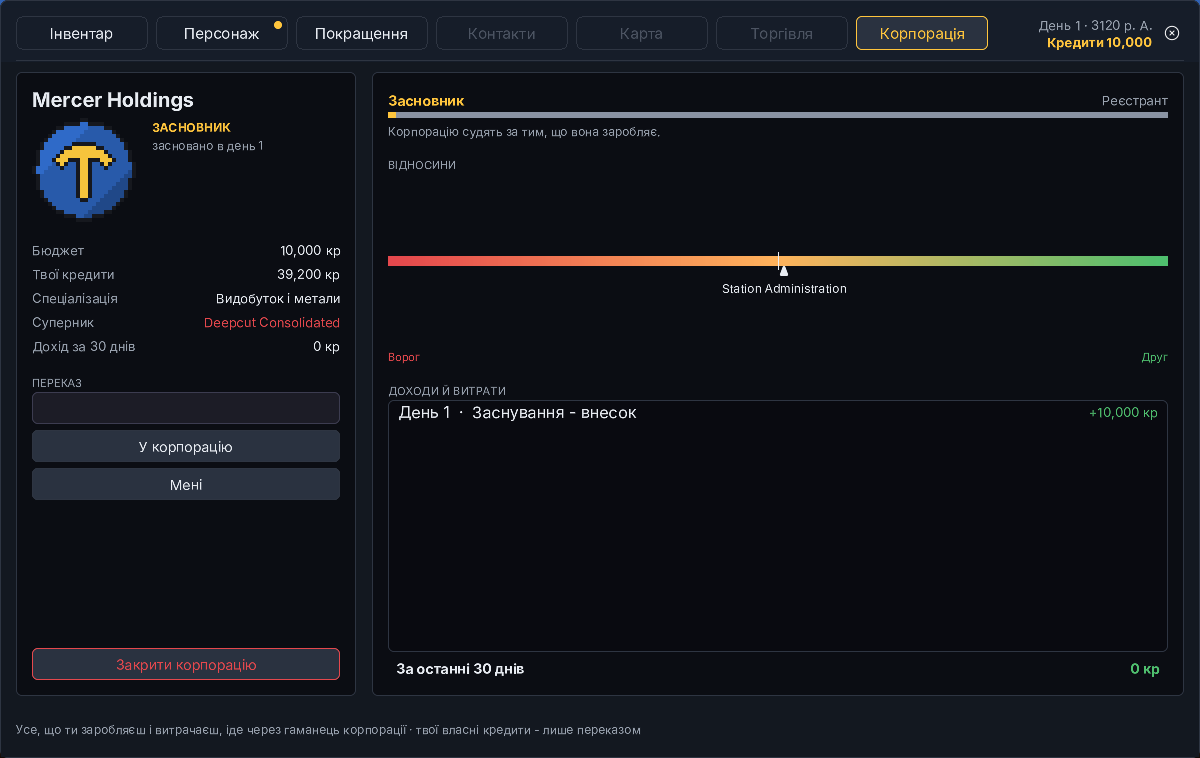 Інвентар
Персонаж
Покращення
Контакти
Карта
Торгівля
Корпорація
День 1 · 3120 р. А.
Кредити 10,000
Mercer Holdings
ЗАСНОВНИК
засновано в день 1
Бюджет 10,000 кр
Твої кредити 39,200 кр
Спеціалізація Видобуток і метали
Суперник Deepcut Consolidated
Дохід за 30 днів 0 кр
ПЕРЕКАЗ
У корпорацію
Мені
Закрити корпорацію
Засновник Реєстрант
Корпорацію судять за тим, що вона заробляє.
ВІДНОСИНИ
Station Administration
Ворог Друг
ДОХОДИ Й ВИТРАТИ
День 1 · Заснування - внесок +10,000 кр
За останні 30 днів 0 кр
Усе, що ти заробляєш і витрачаєш, іде через гаманець корпорації · твої власні кредити - лише переказом